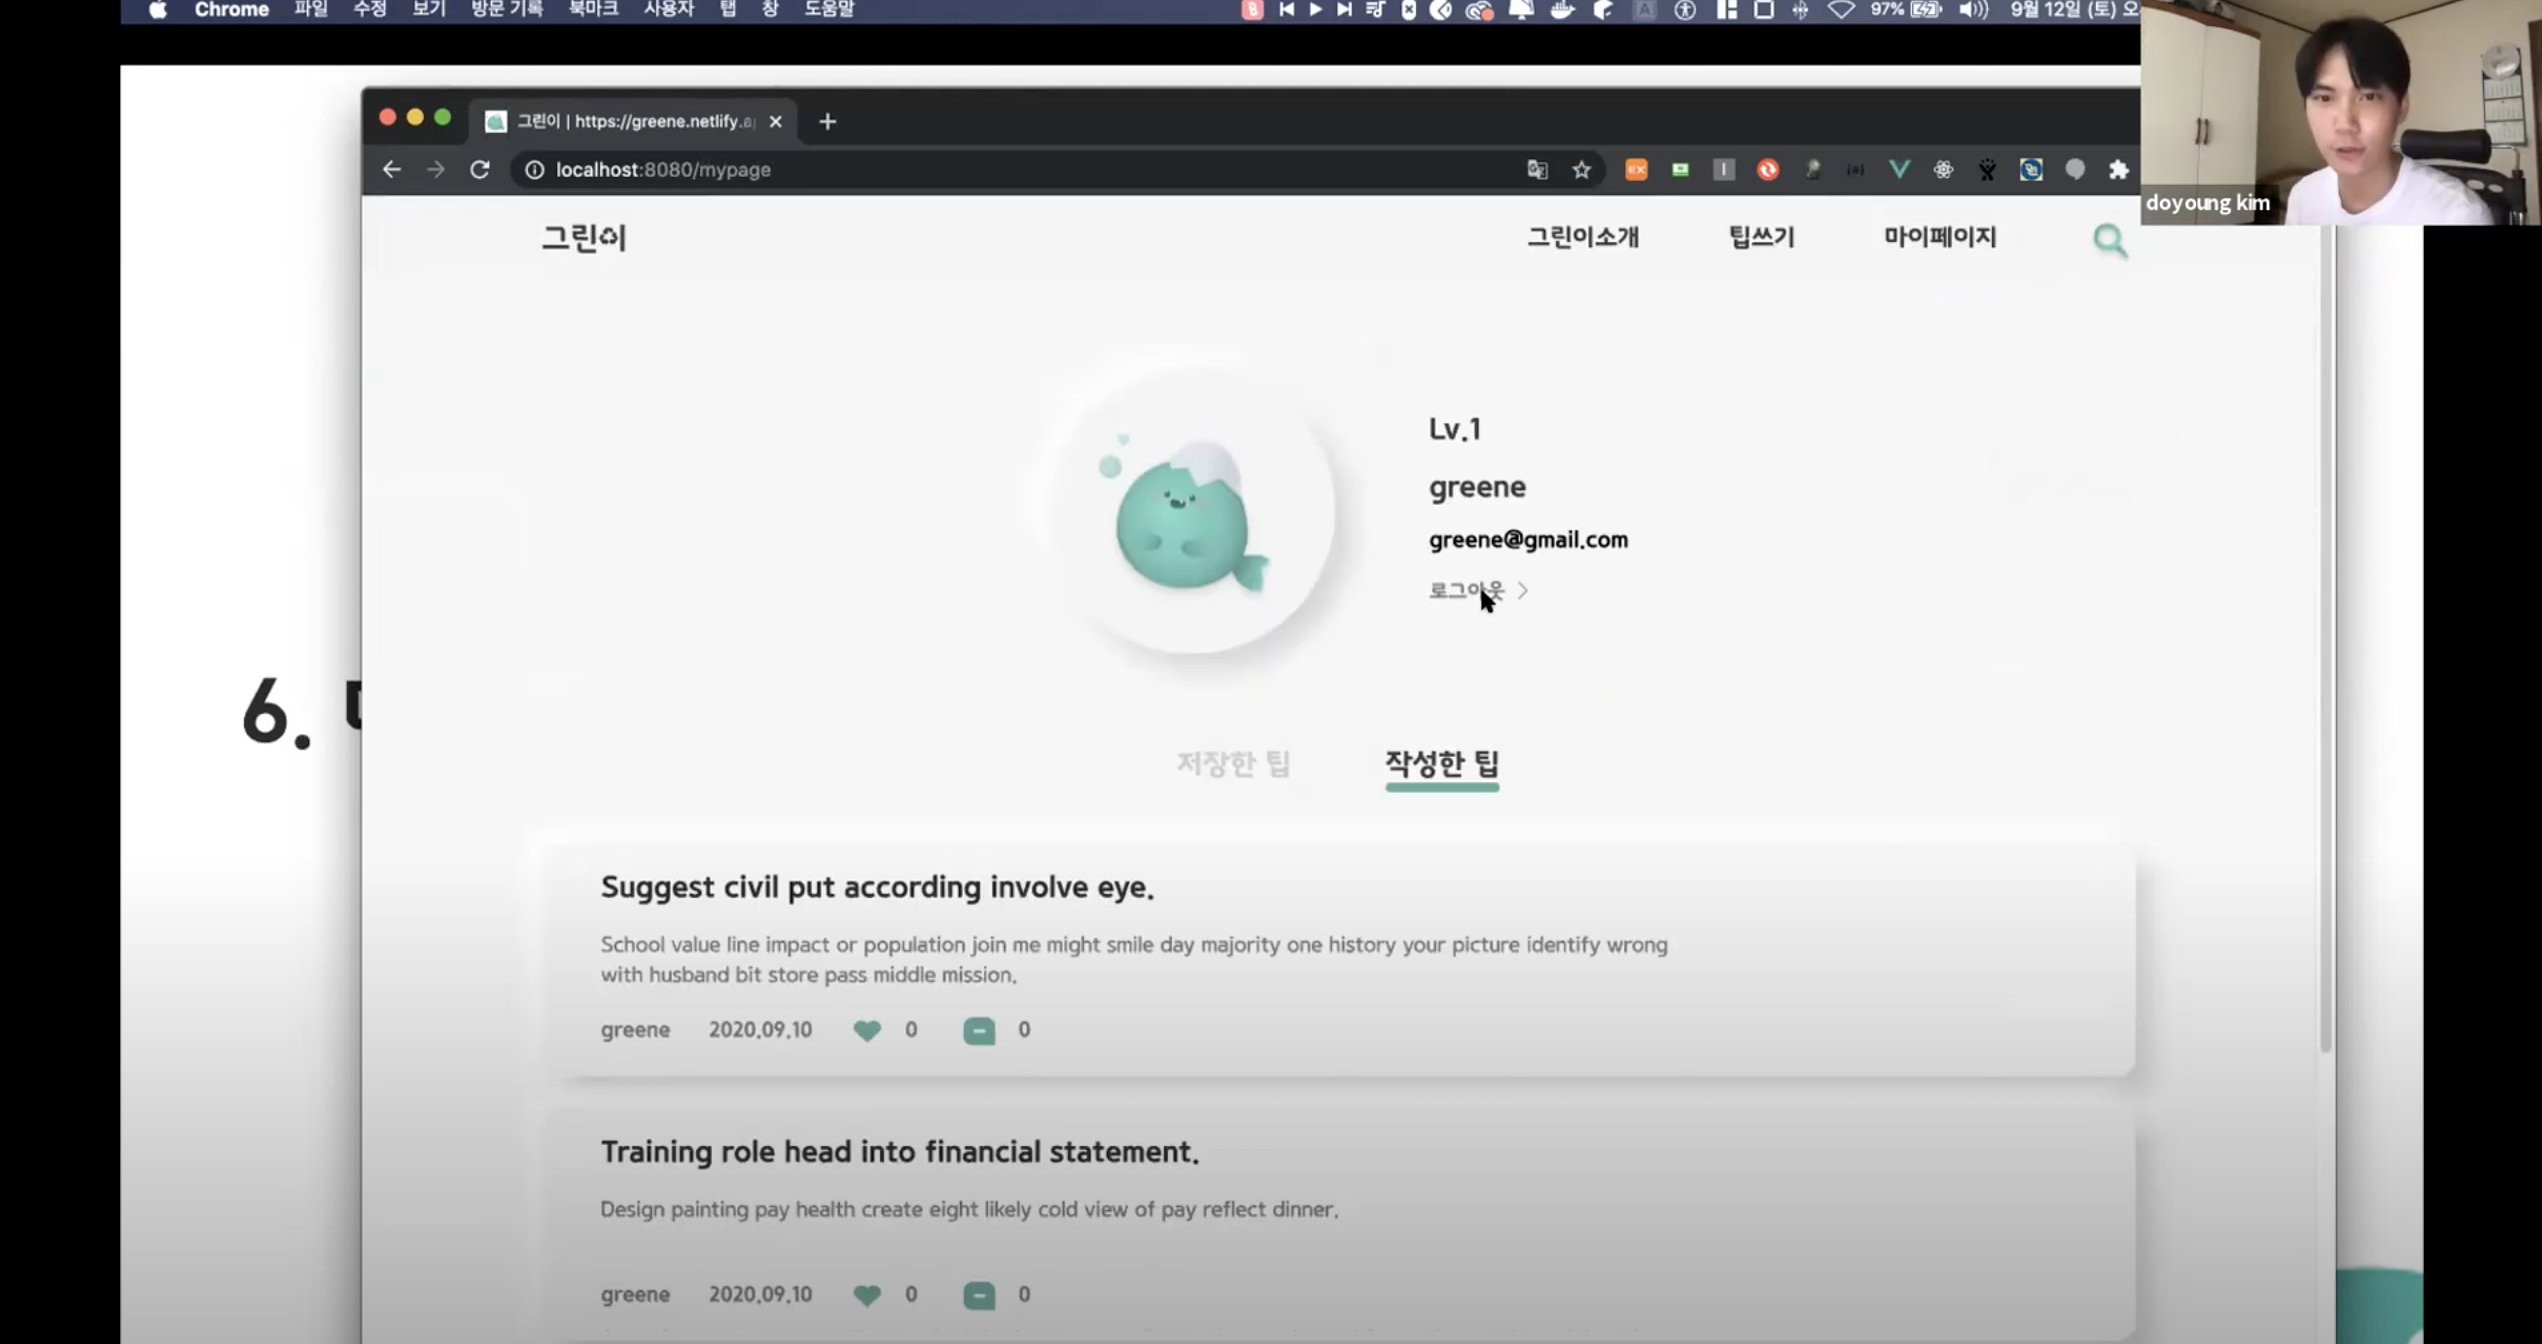 Chrome 파일 수정 보기 방문 기록 북마크 사용자 탭 창 도움말
97% 9월 12일 (토)
그린이 | https://greene.netlify.a
localhost:8080/mypage
doyoung kim
그린이 그린이소개 팁쓰기 마이페이지
Lv.1
greene
greene@gmail.com
로그아웃 >
6.
저장한 팁 작성한 팁
Suggest civil put according involve eye.
School value line impact or population join me might smile day majority one history your picture identify wrong
with husband bit store pass middle mission.
greene 2020.09.10 0 0
Training role head into financial statement.
Design painting pay health create eight likely cold view of pay reflect dinner.
greene 2020.09.10 0 0